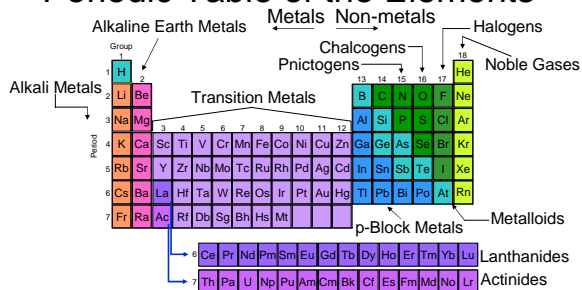 Periodic Table of the Elements
Metals Non-metals
Alkaline Earth Metals
Halogens
Chalcogens
Noble Gases
Pnictogens
Alkali Metals
Transition Metals
Group
Period
1 18
1 H He
2 13 14 15 16 17
2 Li Be B C N O F Ne
3 Na Mg Al Si P S Cl Ar
3 4 5 6 7 8 9 10 11 12
4 K Ca Sc Ti V Cr Mn Fe Co Ni Cu Zn Ga Ge As Se Br Kr
5 Rb Sr Y Zr Nb Mo Tc Ru Rh Pd Ag Cd In Sn Sb Te I Xe
6 Cs Ba La Hf Ta W Re Os Ir Pt Au Hg Tl Pb Bi Po At Rn
7 Fr Ra Ac Rf Db Sg Bh Hs Mt
Metalloids
p-Block Metals
6 Ce Pr Nd Pm Sm Eu Gd Tb Dy Ho Er Tm Yb Lu Lanthanides
7 Th Pa U Np Pu Am Cm Bk Cf Es Fm Md No Lr Actinides